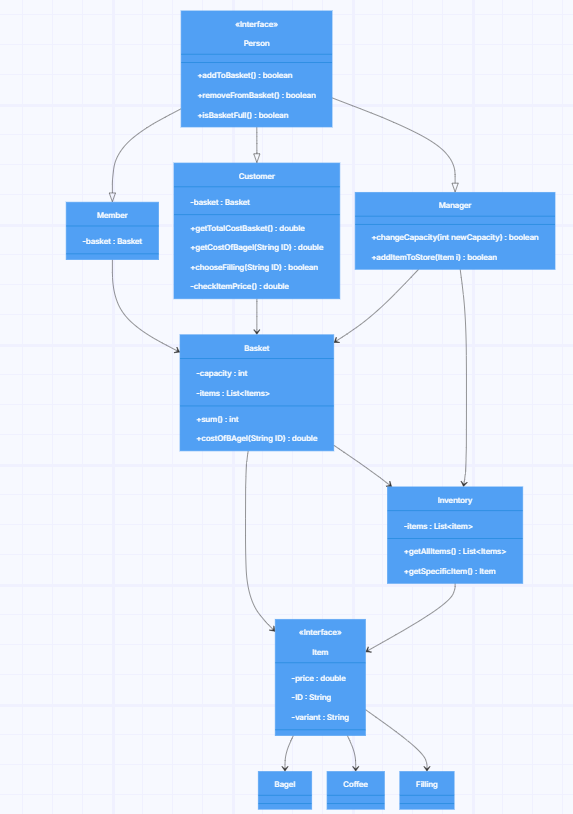 «Interface»
Person
+addToBasket() : boolean
+removeFromBasket() : boolean
+isBasketFull() : boolean
Customer
-basket : Basket
+getTotalCostBasket() : double
+getCostOfBagel(String ID) : double
+chooseFilling(String ID) : boolean
-checkItemPrice() : double
Member
-basket : Basket
Manager
+changeCapacity(int newCapacity) : boolean
+addItemToStore(Item i) : boolean
Basket
-capacity : int
-items : List<Items>
+sum() : int
+costOfBAgel(String ID) : double
Inventory
-items : List<item>
+getAllItems() : List<Items>
+getSpecificItem() : Item
«Interface»
Item
-price : double
-ID : String
-variant : String
Bagel
Coffee
Filling